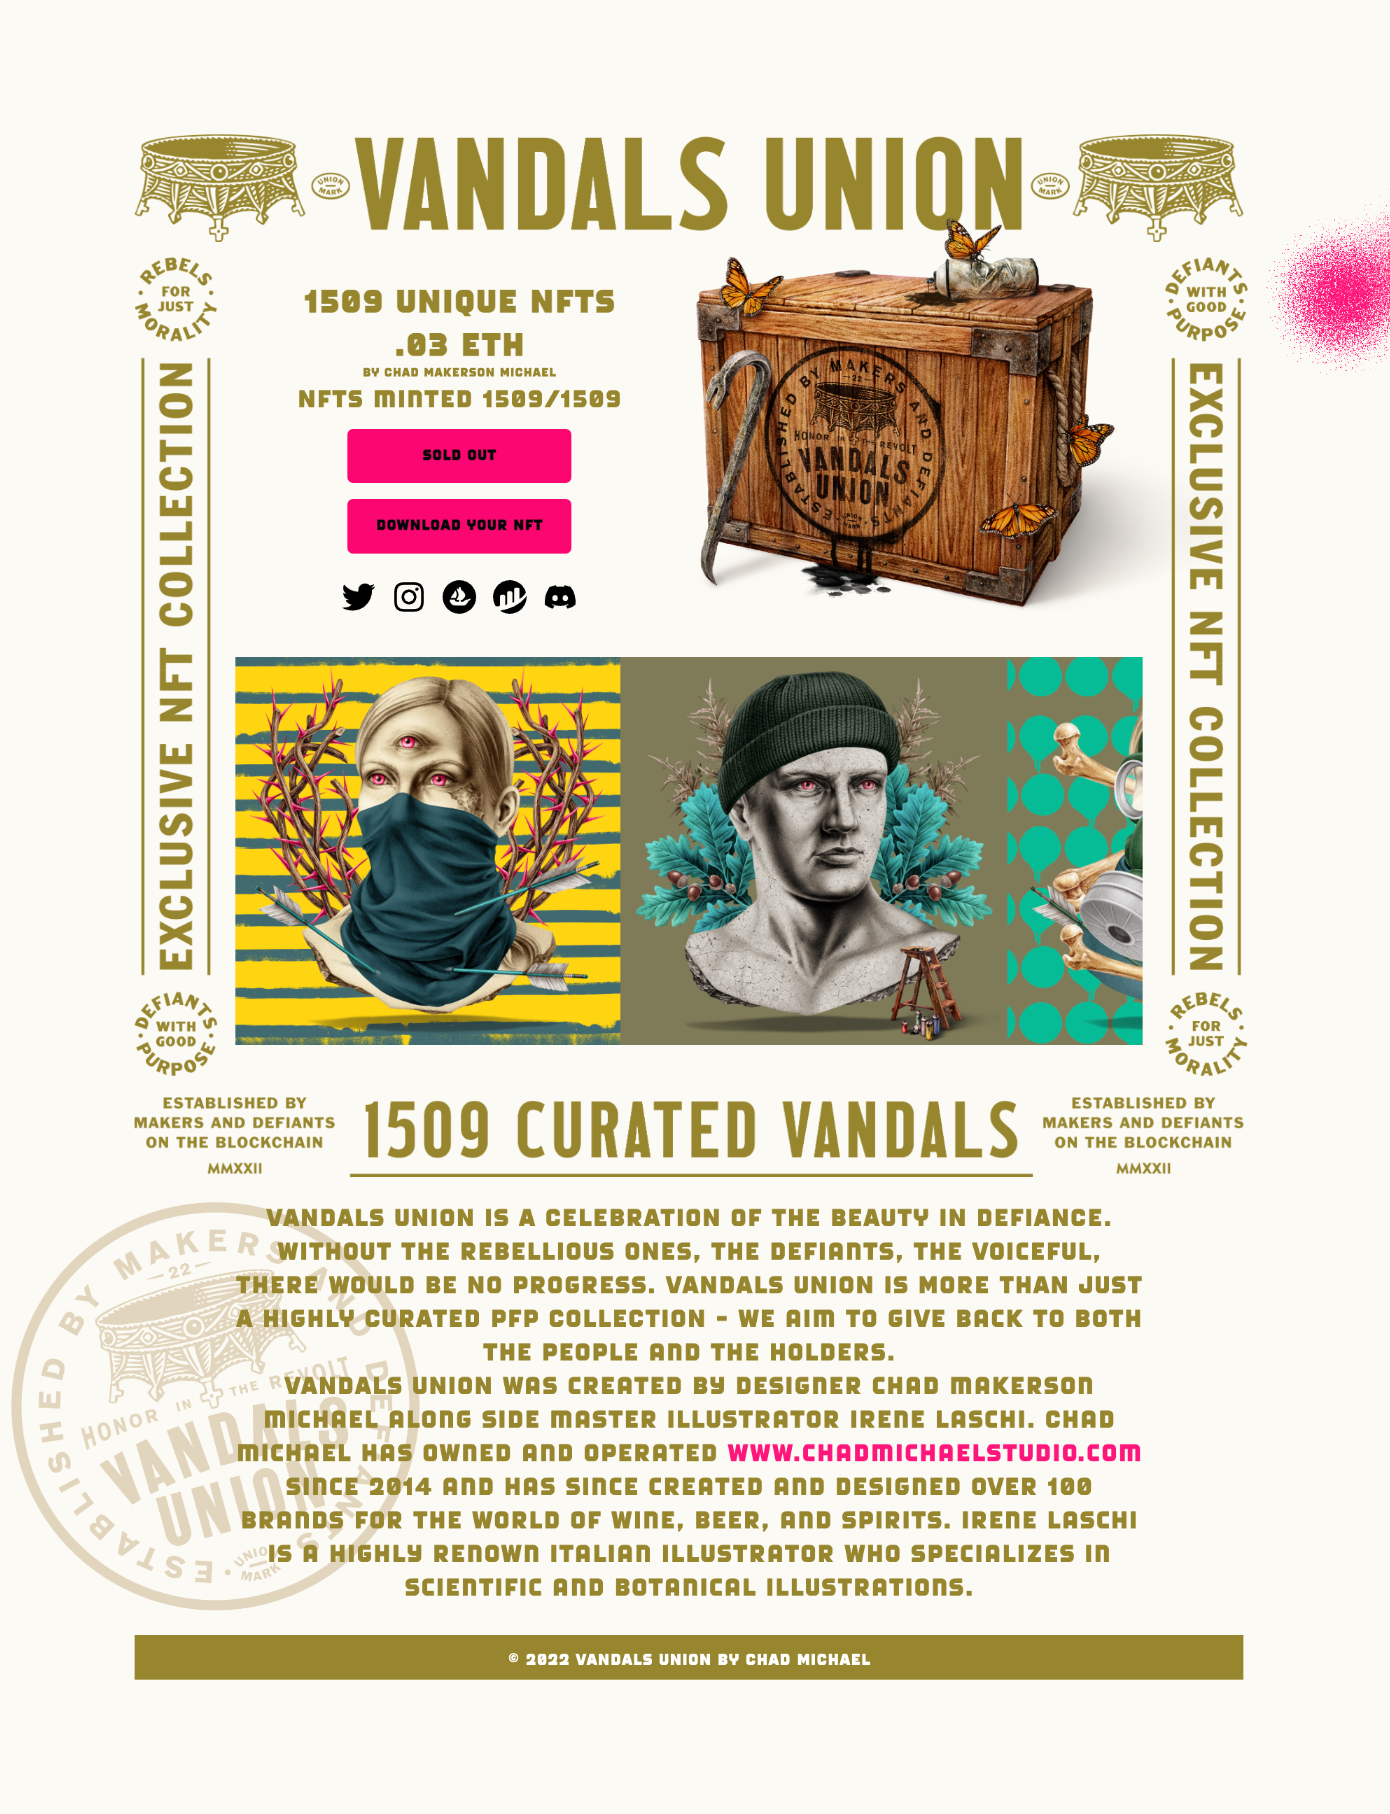 VANDALS UNION
UNION MARK
UNION MARK
REBELS FOR JUST MORALITY
DEFIANTS WITH GOOD PURPOSE
1509 UNIQUE NFTS
.03 ETH
BY CHAD MAKERSON MICHAEL
NFTS MINTED 1509/1509
SOLD OUT
DOWNLOAD YOUR NFT
ESTABLISHED BY MAKERS AND DEFIANTS
22
HONOR IN THE REVOLT
VANDALS
UNION
UNION MARK
EXCLUSIVE NFT COLLECTION
EXCLUSIVE NFT COLLECTION
DEFIANTS WITH GOOD PURPOSE
REBELS FOR JUST MORALITY
ESTABLISHED BY
MAKERS AND DEFIANTS
ON THE BLOCKCHAIN
MMXXII
1509 CURATED VANDALS
ESTABLISHED BY
MAKERS AND DEFIANTS
ON THE BLOCKCHAIN
MMXXII
VANDALS UNION IS A CELEBRATION OF THE BEAUTY IN DEFIANCE.
WITHOUT THE REBELLIOUS ONES, THE DEFIANTS, THE VOICEFUL,
THERE WOULD BE NO PROGRESS. VANDALS UNION IS MORE THAN JUST
A HIGHLY CURATED PFP COLLECTION - WE AIM TO GIVE BACK TO BOTH
THE PEOPLE AND THE HOLDERS.
VANDALS UNION WAS CREATED BY DESIGNER CHAD MAKERSON
MICHAEL ALONG SIDE MASTER ILLUSTRATOR IRENE LASCHI. CHAD
MICHAEL HAS OWNED AND OPERATED WWW.CHADMICHAELSTUDIO.COM
SINCE 2014 AND HAS SINCE CREATED AND DESIGNED OVER 100
BRANDS FOR THE WORLD OF WINE, BEER, AND SPIRITS. IRENE LASCHI
IS A HIGHLY RENOWN ITALIAN ILLUSTRATOR WHO SPECIALIZES IN
SCIENTIFIC AND BOTANICAL ILLUSTRATIONS.
ESTABLISHED BY MAKERS AND DEFIANTS
22
HONOR IN THE REVOLT
VANDALS
UNION
UNION MARK
© 2022 VANDALS UNION BY CHAD MICHAEL